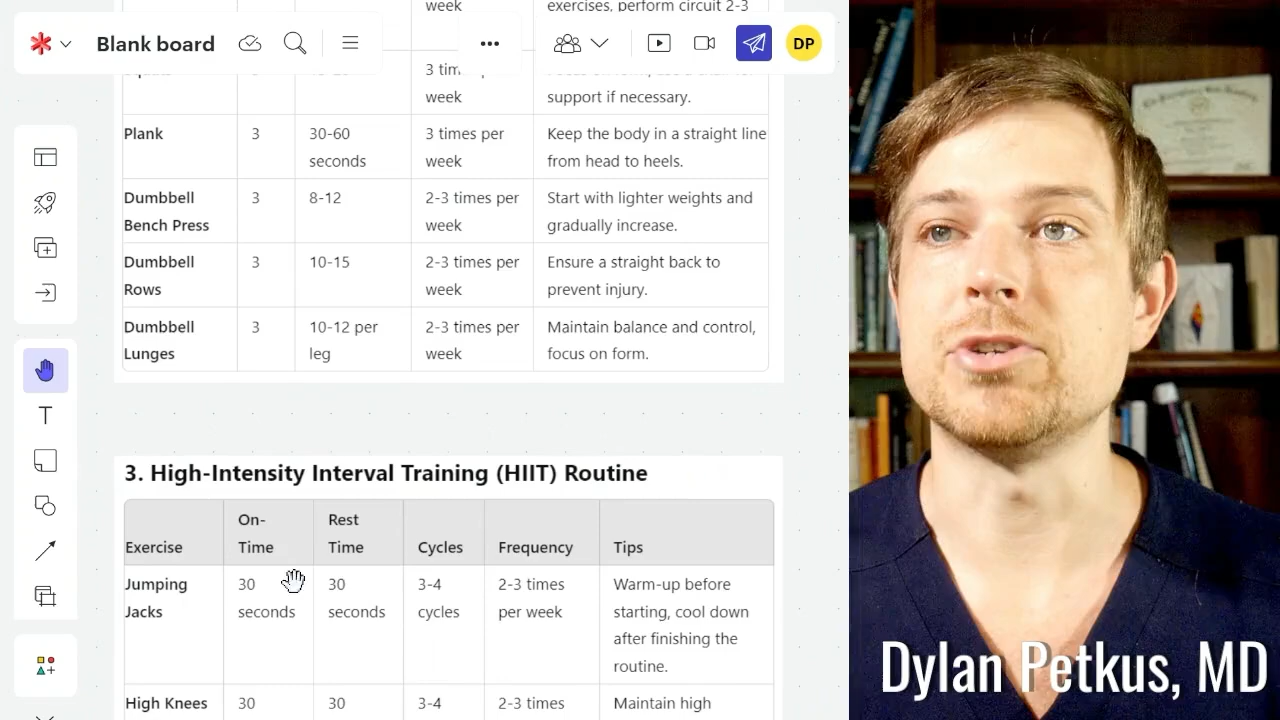 week
exercises, perform circuit 2-3
Blank board
DP
3
week
support if necessary.
Plank 3 30-60 3 times per Keep the body in a straight line
seconds week from head to heels.
Dumbbell 3 8-12 2-3 times per Start with lighter weights and
Bench Press week gradually increase.
Dumbbell 3 10-15 2-3 times per Ensure a straight back to
Rows week prevent injury.
Dumbbell 3 10-12 per 2-3 times per Maintain balance and control,
Lunges leg week focus on form.
3. High-Intensity Interval Training (HIIT) Routine
On- Rest
Exercise Time Time Cycles Frequency Tips
Jumping 30 30 3-4 2-3 times Warm-up before
Jacks seconds seconds cycles per week starting, cool down
after finishing the
routine.
High Knees 30 30 3-4 2-3 times Maintain high
T
Dylan Petkus, MD